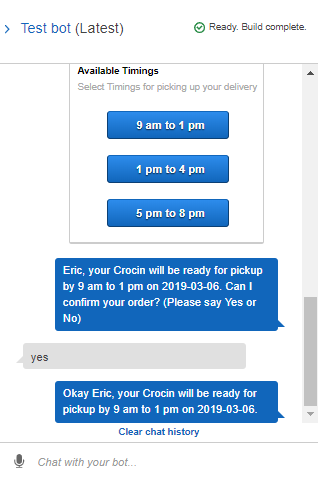 Test bot (Latest)
Ready. Build complete.
Available Timings
Select Timings for picking up your delivery
9 am to 1 pm
1 pm to 4 pm
5 pm to 8 pm
Eric, your Crocin will be ready for pickup
by 9 am to 1 pm on 2019-03-06. Can I
confirm your order? (Please say Yes or
No)
yes
Okay Eric, your Crocin will be ready for
pickup by 9 am to 1 pm on 2019-03-06.
Clear chat history
Chat with your bot...